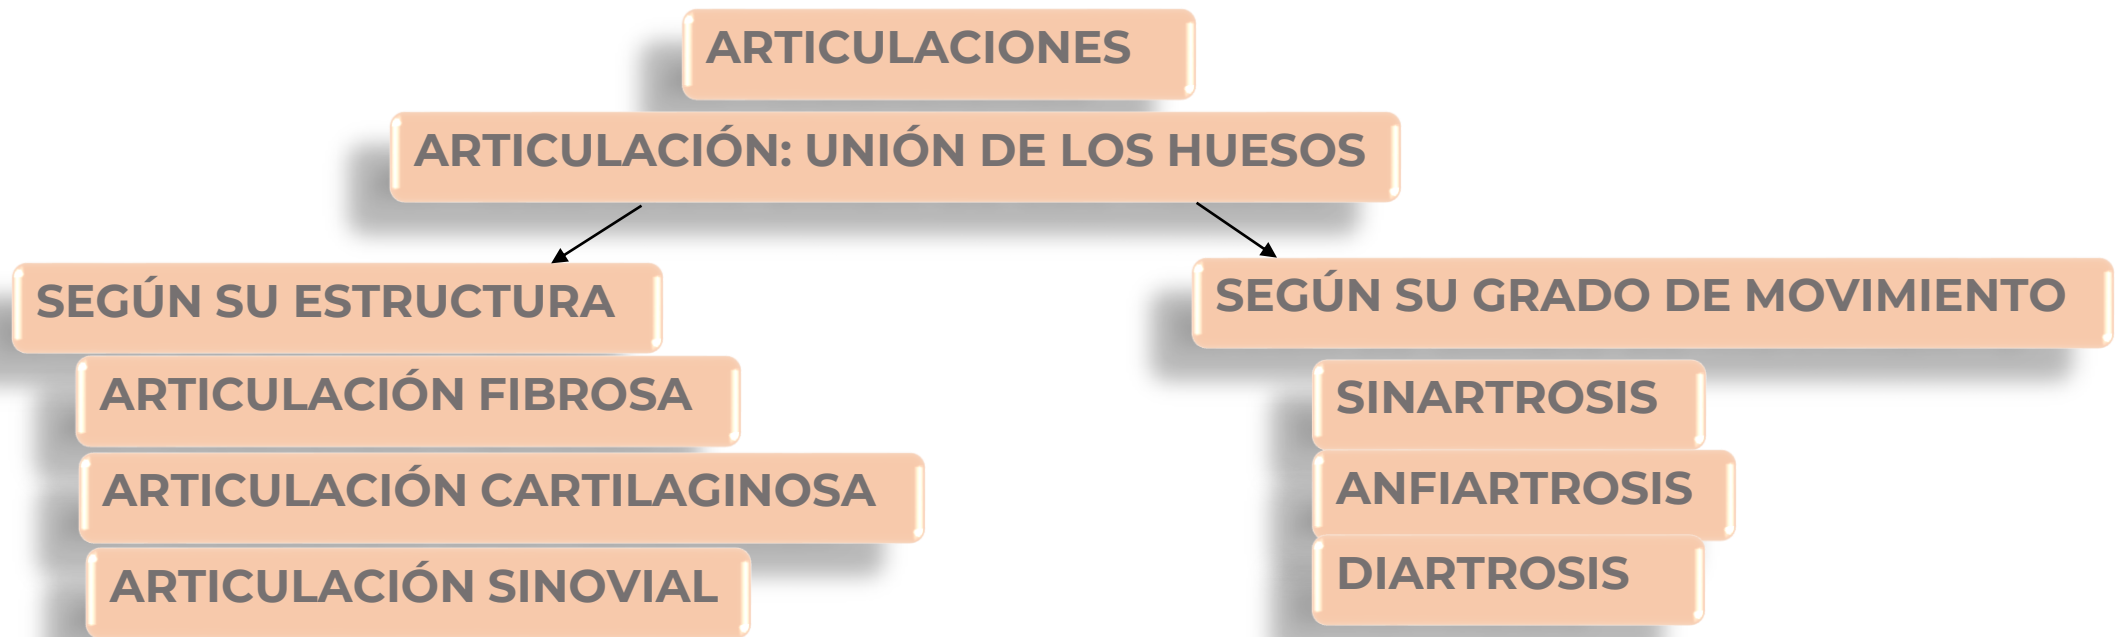 ARTICULACIONES
ARTICULACIÓN: UNIÓN DE LOS HUESOS
SEGÚN SU ESTRUCTURA
ARTICULACIÓN FIBROSA
ARTICULACIÓN CARTILAGINOSA
ARTICULACIÓN SINOVIAL
SEGÚN SU GRADO DE MOVIMIENTO
SINARTROSIS
ANFIARTROSIS
DIARTROSIS